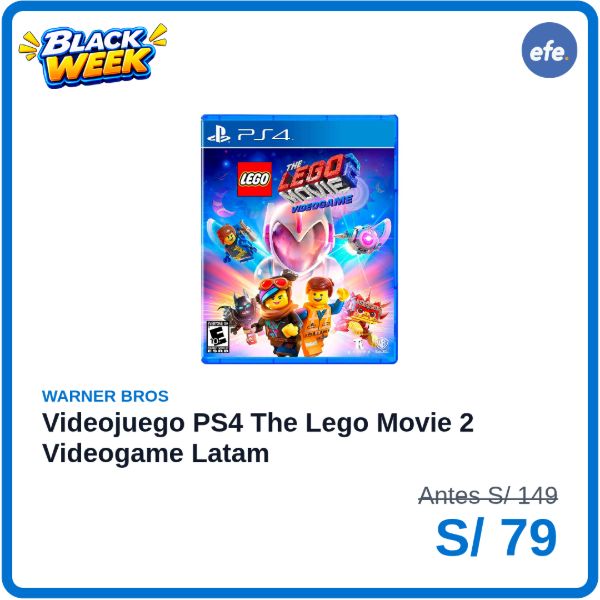 BLACK
WEEK
efe.
PS4
LEGO
THE
LEGO
MOVIE 2
VIDEOGAME
E
ESRB
WARNER BROS
Videojuego PS4 The Lego Movie 2
Videogame Latam
Antes S/ 149
S/ 79